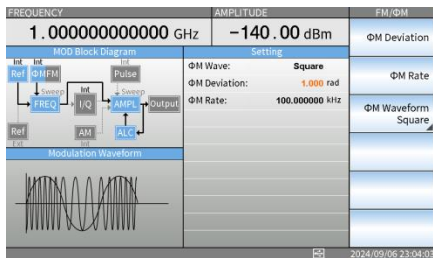 FREQUENCY
AMPLITUDE
FM/ΦM
1.000000000000 GHz
-140.00 dBm
MOD Block Diagram
Int
Int
Ref
ΦM
FM
Sweep
FREQ
Int
I/Q
Int
Pulse
Sweep
AMPL
Output
Ref
Ext
AM
Int
ALC
Modulation Waveform
Setting
ΦM Wave: Square
ΦM Deviation: 1.000 rad
ΦM Rate: 100.000000 kHz
ΦM Deviation
ΦM Rate
ΦM Waveform
Square
2024/09/06 23:04:03